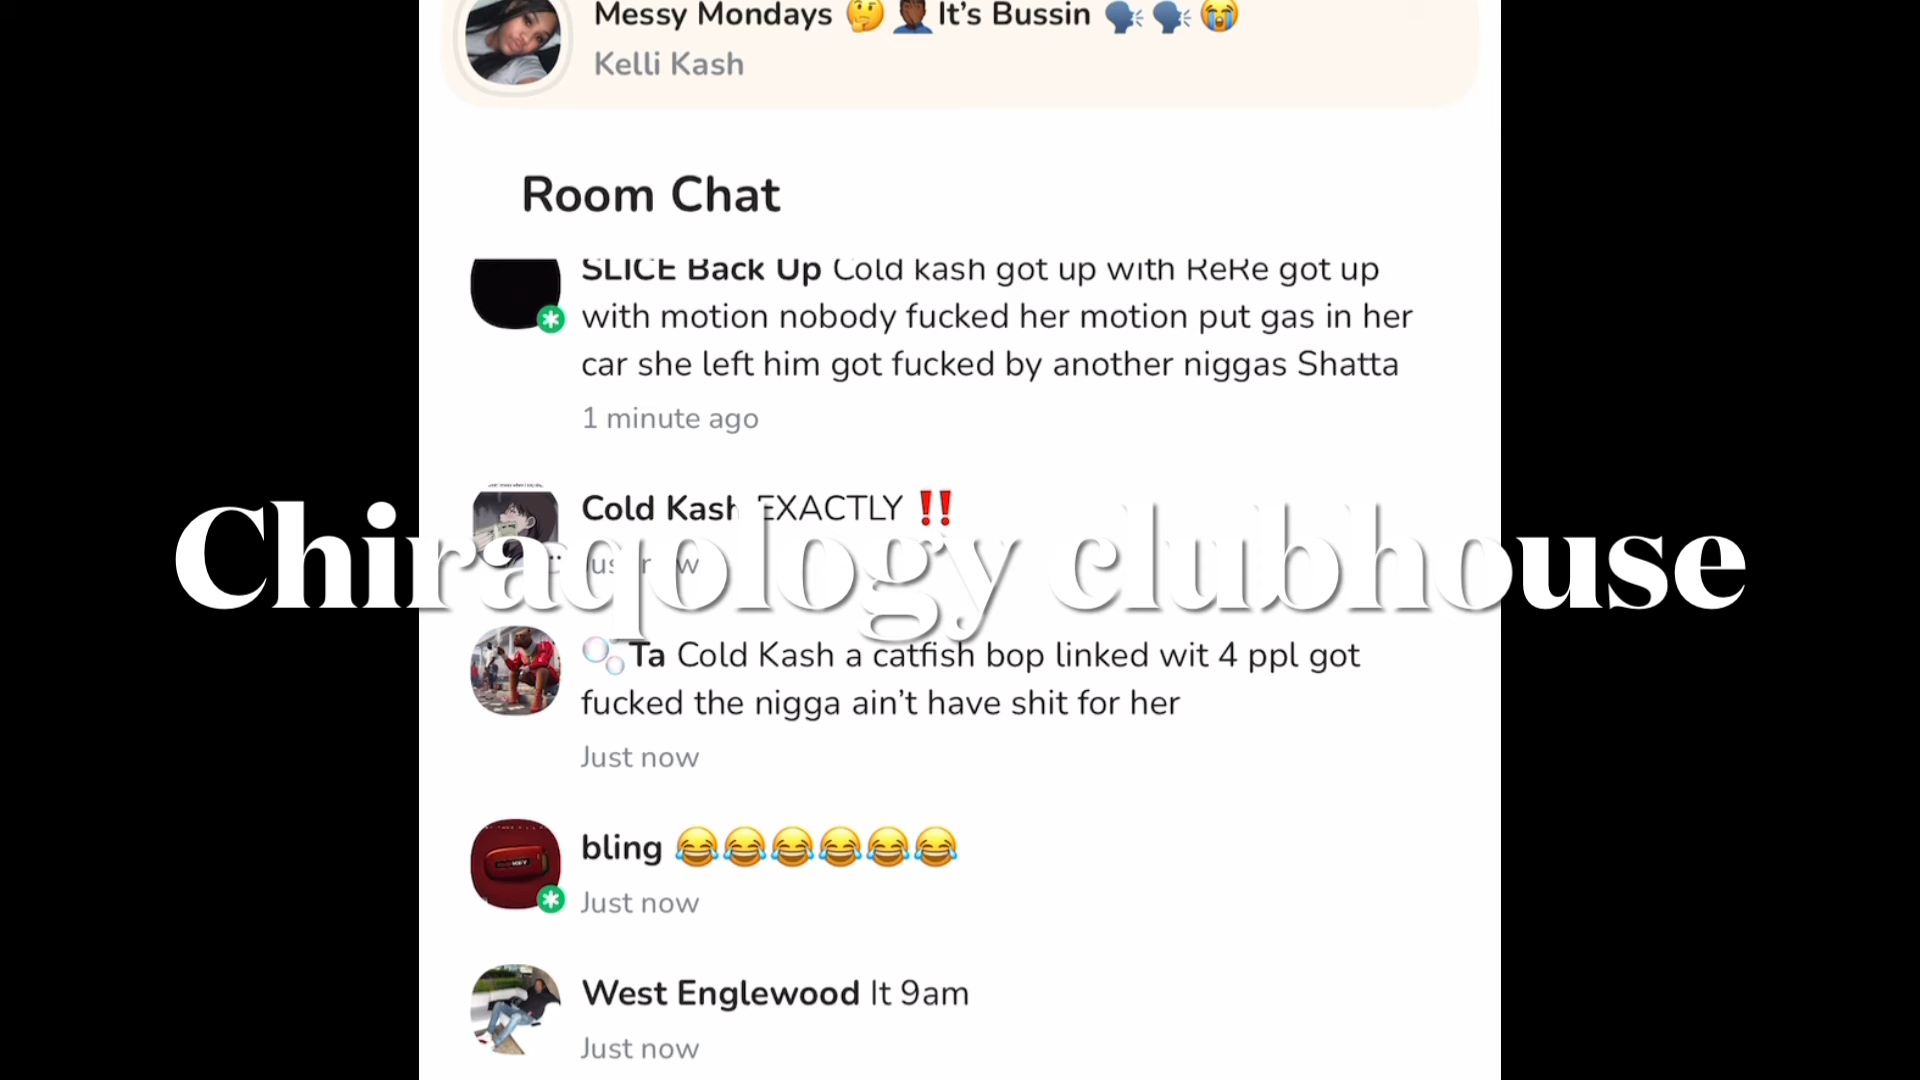 Messy Mondays 🤔 🤦🏾‍♂️ It’s Bussin 🗣️ 🗣️ 😭
Kelli Kash
Room Chat
SLICE Back Up Cold kash got up with ReRe got up
with motion nobody fucked her motion put gas in her
car she left him got fucked by another niggas Shatta
1 minute ago
Cold Kash EXACTLY ‼️
Just now
Chiraqology clubhouse
🫧 Ta Cold Kash a catfish bop linked wit 4 ppl got
fucked the nigga ain’t have shit for her
Just now
bling 😂😂😂😂😂😂
Just now
West Englewood It 9am
Just now